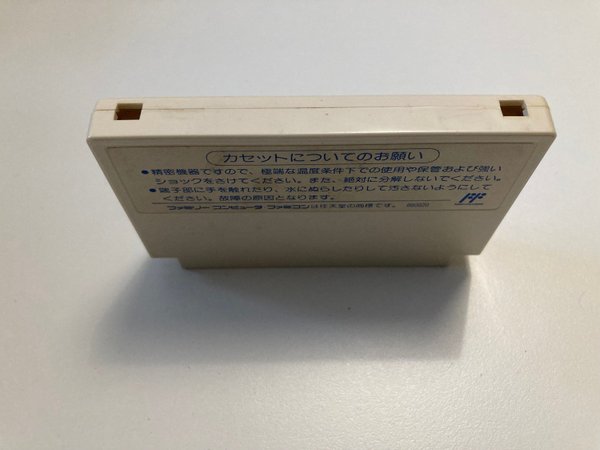 カセットについてのお願い
●精密機器ですので、極端な温度条件下での使用や保管および強い
ショックをさけてください。また、絶対に分解しないでください。
●端子部に手を触れたり、水にぬらしたりして汚さないようにして
ください。故障の原因となります。
ファミリーコンピュータ ファミコンは任天堂の商標です。